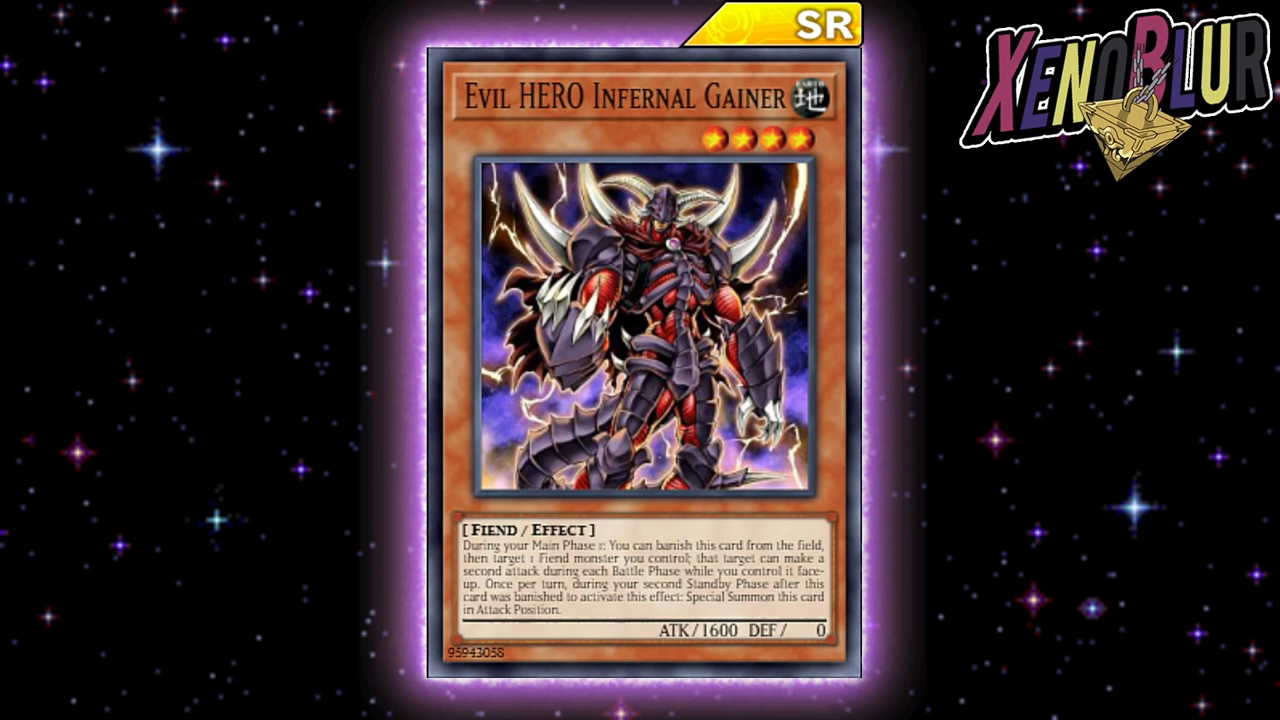 SR
XENOBLUR
EVIL HERO INFERNAL GAINER
EARTH
地
[ FIEND / EFFECT ]
During your Main Phase 1: You can banish this card from the field,
then target 1 Fiend monster you control; that target can make a
second attack during each Battle Phase while you control it face-
up. Once per turn, during your second Standby Phase after this
card was banished to activate this effect: Special Summon this card
in Attack Position.
ATK / 1600 DEF / 0
95943058